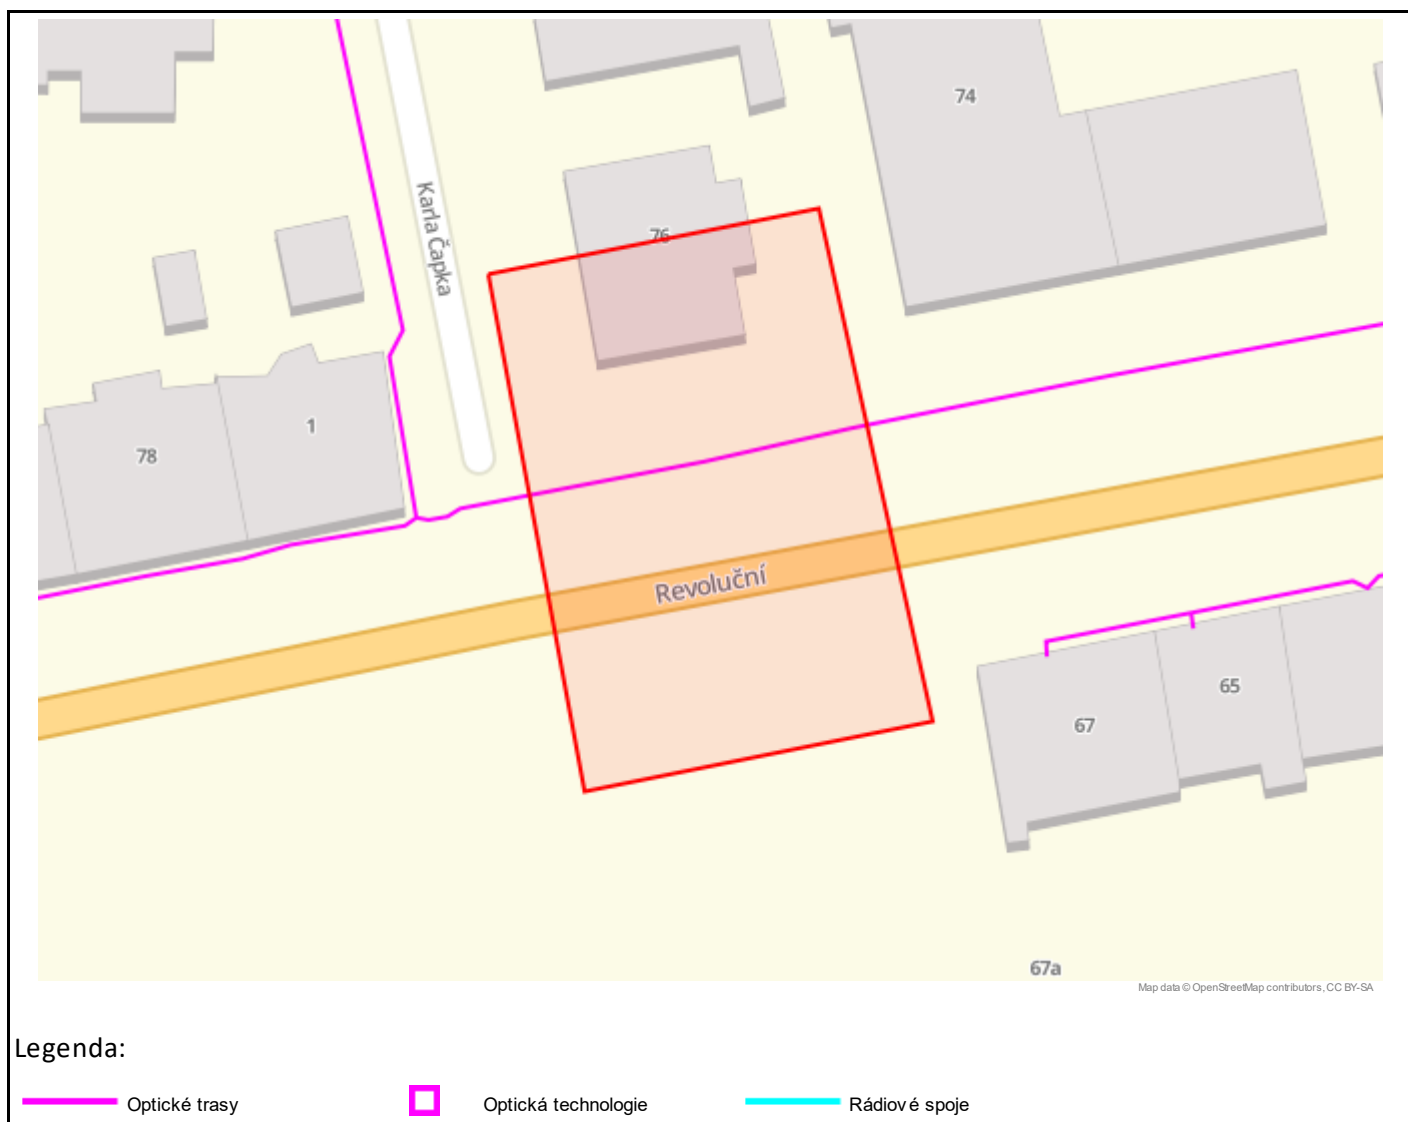 74
Karla Čapka
76
1
78
Revoluční
65
67
67a
Map data © OpenStreetMap contributors, CC BY-SA
Legenda:
Optické trasy Optická technologie Rádiové spoje